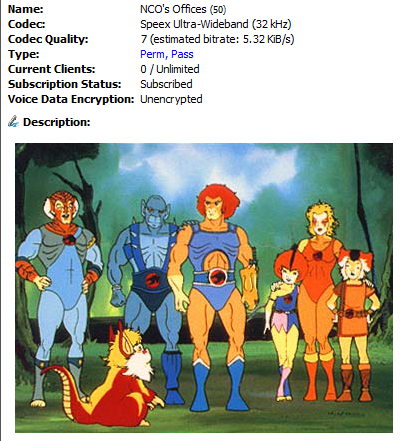 Name: NCO's Offices (50)
Codec: Speex Ultra-Wideband (32 kHz)
Codec Quality: 7 (estimated bitrate: 5.32 KiB/s)
Type: Perm, Pass
Current Clients: 0 / Unlimited
Subscription Status: Subscribed
Voice Data Encryption: Unencrypted
Description: